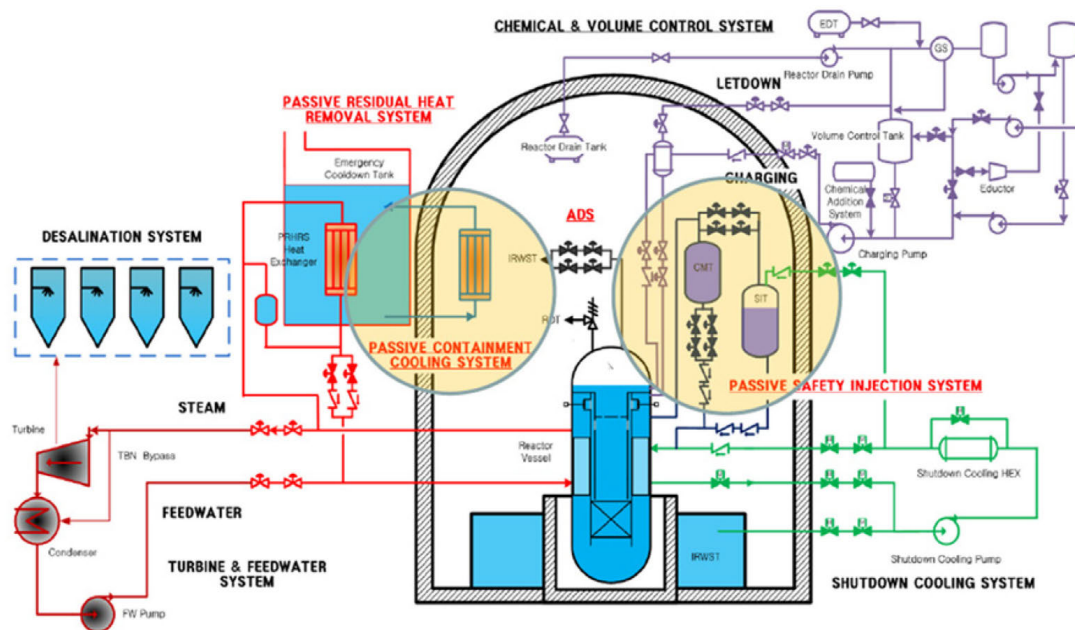 CHEMICAL & VOLUME CONTROL SYSTEM
EDT
GS
Reactor Drain Pump
LETDOWN
PASSIVE RESIDUAL HEAT
REMOVAL SYSTEM
Reactor Drain Tank
Volume Control Tank
Emergency
Cooldown Tank
CHARGING
Chemical
Addition
System
Eductor
Charging Pump
ADS
DESALINATION SYSTEM
PRHRS
Heat
Exchanger
IRWST
CMT
SIT
RDT
PASSIVE CONTAINMENT
COOLING SYSTEM
PASSIVE SAFETY INJECTION SYSTEM
STEAM
Turbine
TBN Bypass
Reactor
Vessel
Shutdown Cooling HEX
FEEDWATER
Condenser
IRWST
Shutdown Cooling Pump
TURBINE & FEEDWATER
SYSTEM
SHUTDOWN COOLING SYSTEM
FW Pump